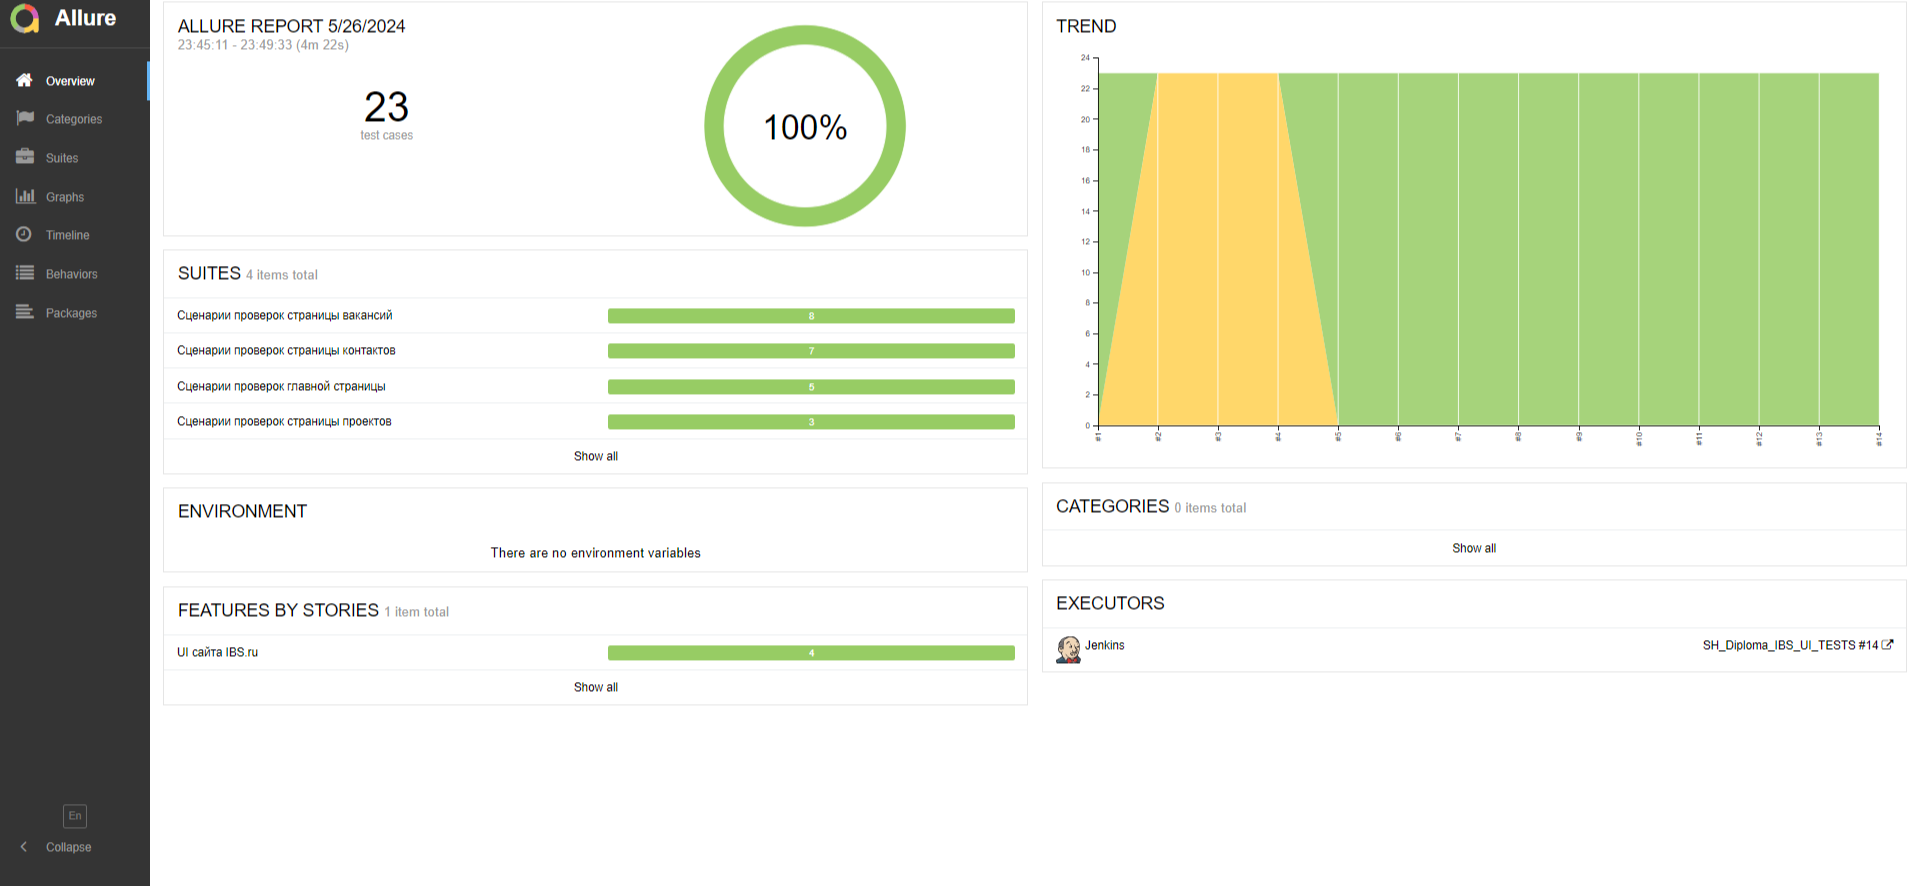 Allure
Overview
Categories
Suites
Graphs
Timeline
Behaviors
Packages
En
Collapse
ALLURE REPORT 5/26/2024
23:45:11 - 23:49:33 (4m 22s)
23
test cases
100%
SUITES 4 items total
Сценарии проверок страницы вакансий 8
Сценарии проверок страницы контактов 7
Сценарии проверок главной страницы 5
Сценарии проверок страницы проектов 3
Show all
ENVIRONMENT
There are no environment variables
FEATURES BY STORIES 1 item total
UI сайта IBS.ru 4
Show all
TREND
24
22
20
18
16
14
12
10
8
6
4
2
0
#1 #2 #3 #4 #5 #6 #7 #8 #9 #10 #11 #12 #13 #14
CATEGORIES 0 items total
Show all
EXECUTORS
Jenkins SH_Diploma_IBS_UI_TESTS #14